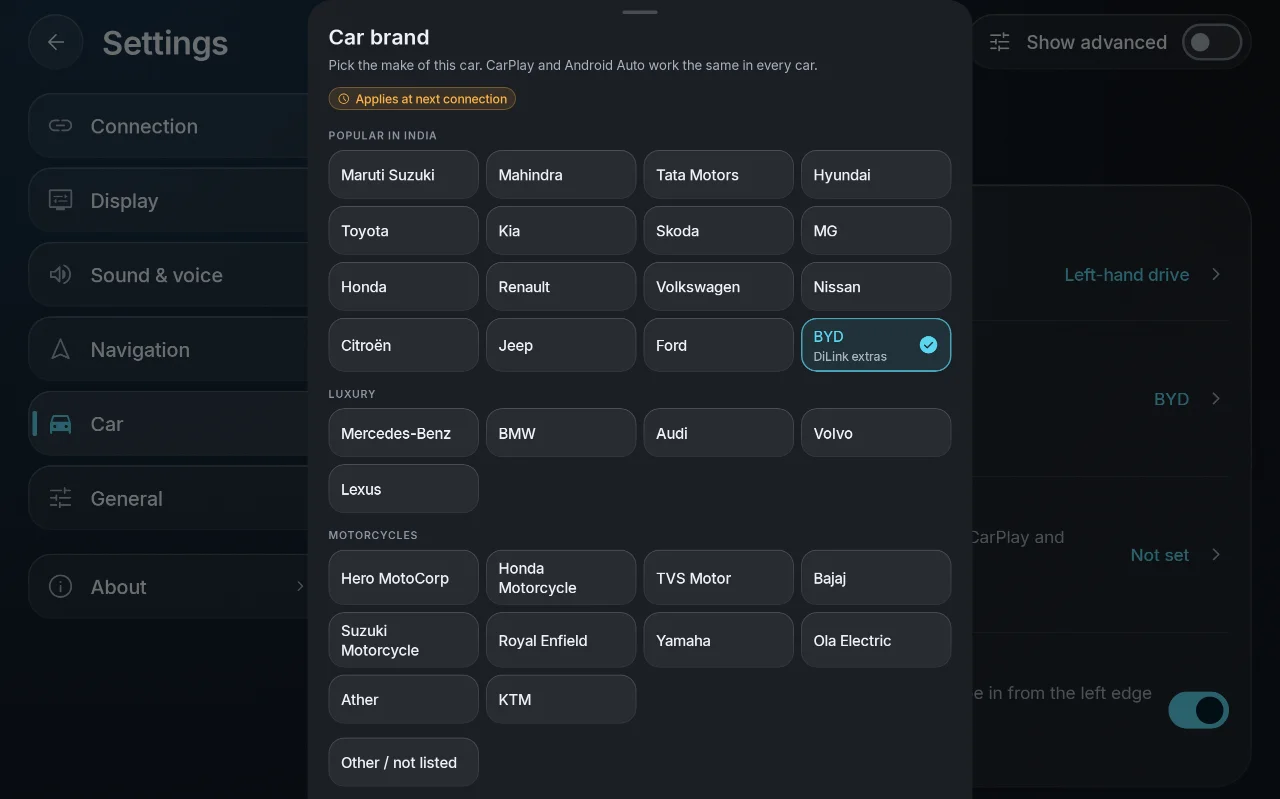 Settings
Show advanced
Connection
Display
Sound & voice
Navigation
Car
General
About
Car brand
Pick the make of this car. CarPlay and Android Auto work the same in every car.
Applies at next connection
POPULAR IN INDIA
Maruti Suzuki
Mahindra
Tata Motors
Hyundai
Toyota
Kia
Skoda
MG
Honda
Renault
Volkswagen
Nissan
Citroën
Jeep
Ford
BYD
DiLink extras
LUXURY
Mercedes-Benz
BMW
Audi
Volvo
Lexus
MOTORCYCLES
Hero MotoCorp
Honda
Motorcycle
TVS Motor
Bajaj
Suzuki
Motorcycle
Royal Enfield
Yamaha
Ola Electric
Ather
KTM
Other / not listed
Left-hand drive
BYD
CarPlay and
Not set
e in from the left edge